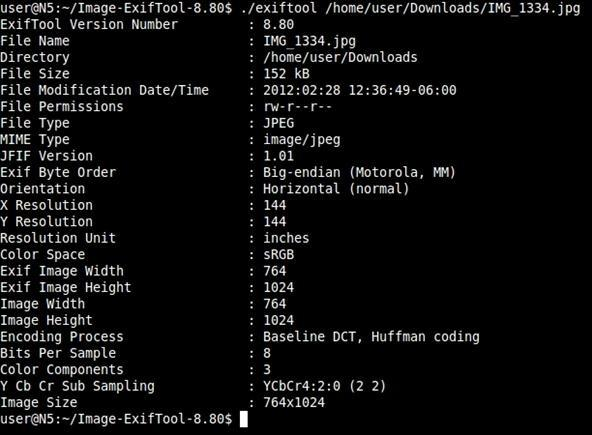 user@N5:~/Image-ExifTool-8.80$ ./exiftool /home/user/Downloads/IMG_1334.jpg
ExifTool Version Number : 8.80
File Name : IMG_1334.jpg
Directory : /home/user/Downloads
File Size : 152 kB
File Modification Date/Time : 2012:02:28 12:36:49-06:00
File Permissions : rw-r--r--
File Type : JPEG
MIME Type : image/jpeg
JFIF Version : 1.01
Exif Byte Order : Big-endian (Motorola, MM)
Orientation : Horizontal (normal)
X Resolution : 144
Y Resolution : 144
Resolution Unit : inches
Color Space : sRGB
Exif Image Width : 764
Exif Image Height : 1024
Image Width : 764
Image Height : 1024
Encoding Process : Baseline DCT, Huffman coding
Bits Per Sample : 8
Color Components : 3
Y Cb Cr Sub Sampling : YCbCr4:2:0 (2 2)
Image Size : 764x1024
user@N5:~/Image-ExifTool-8.80$